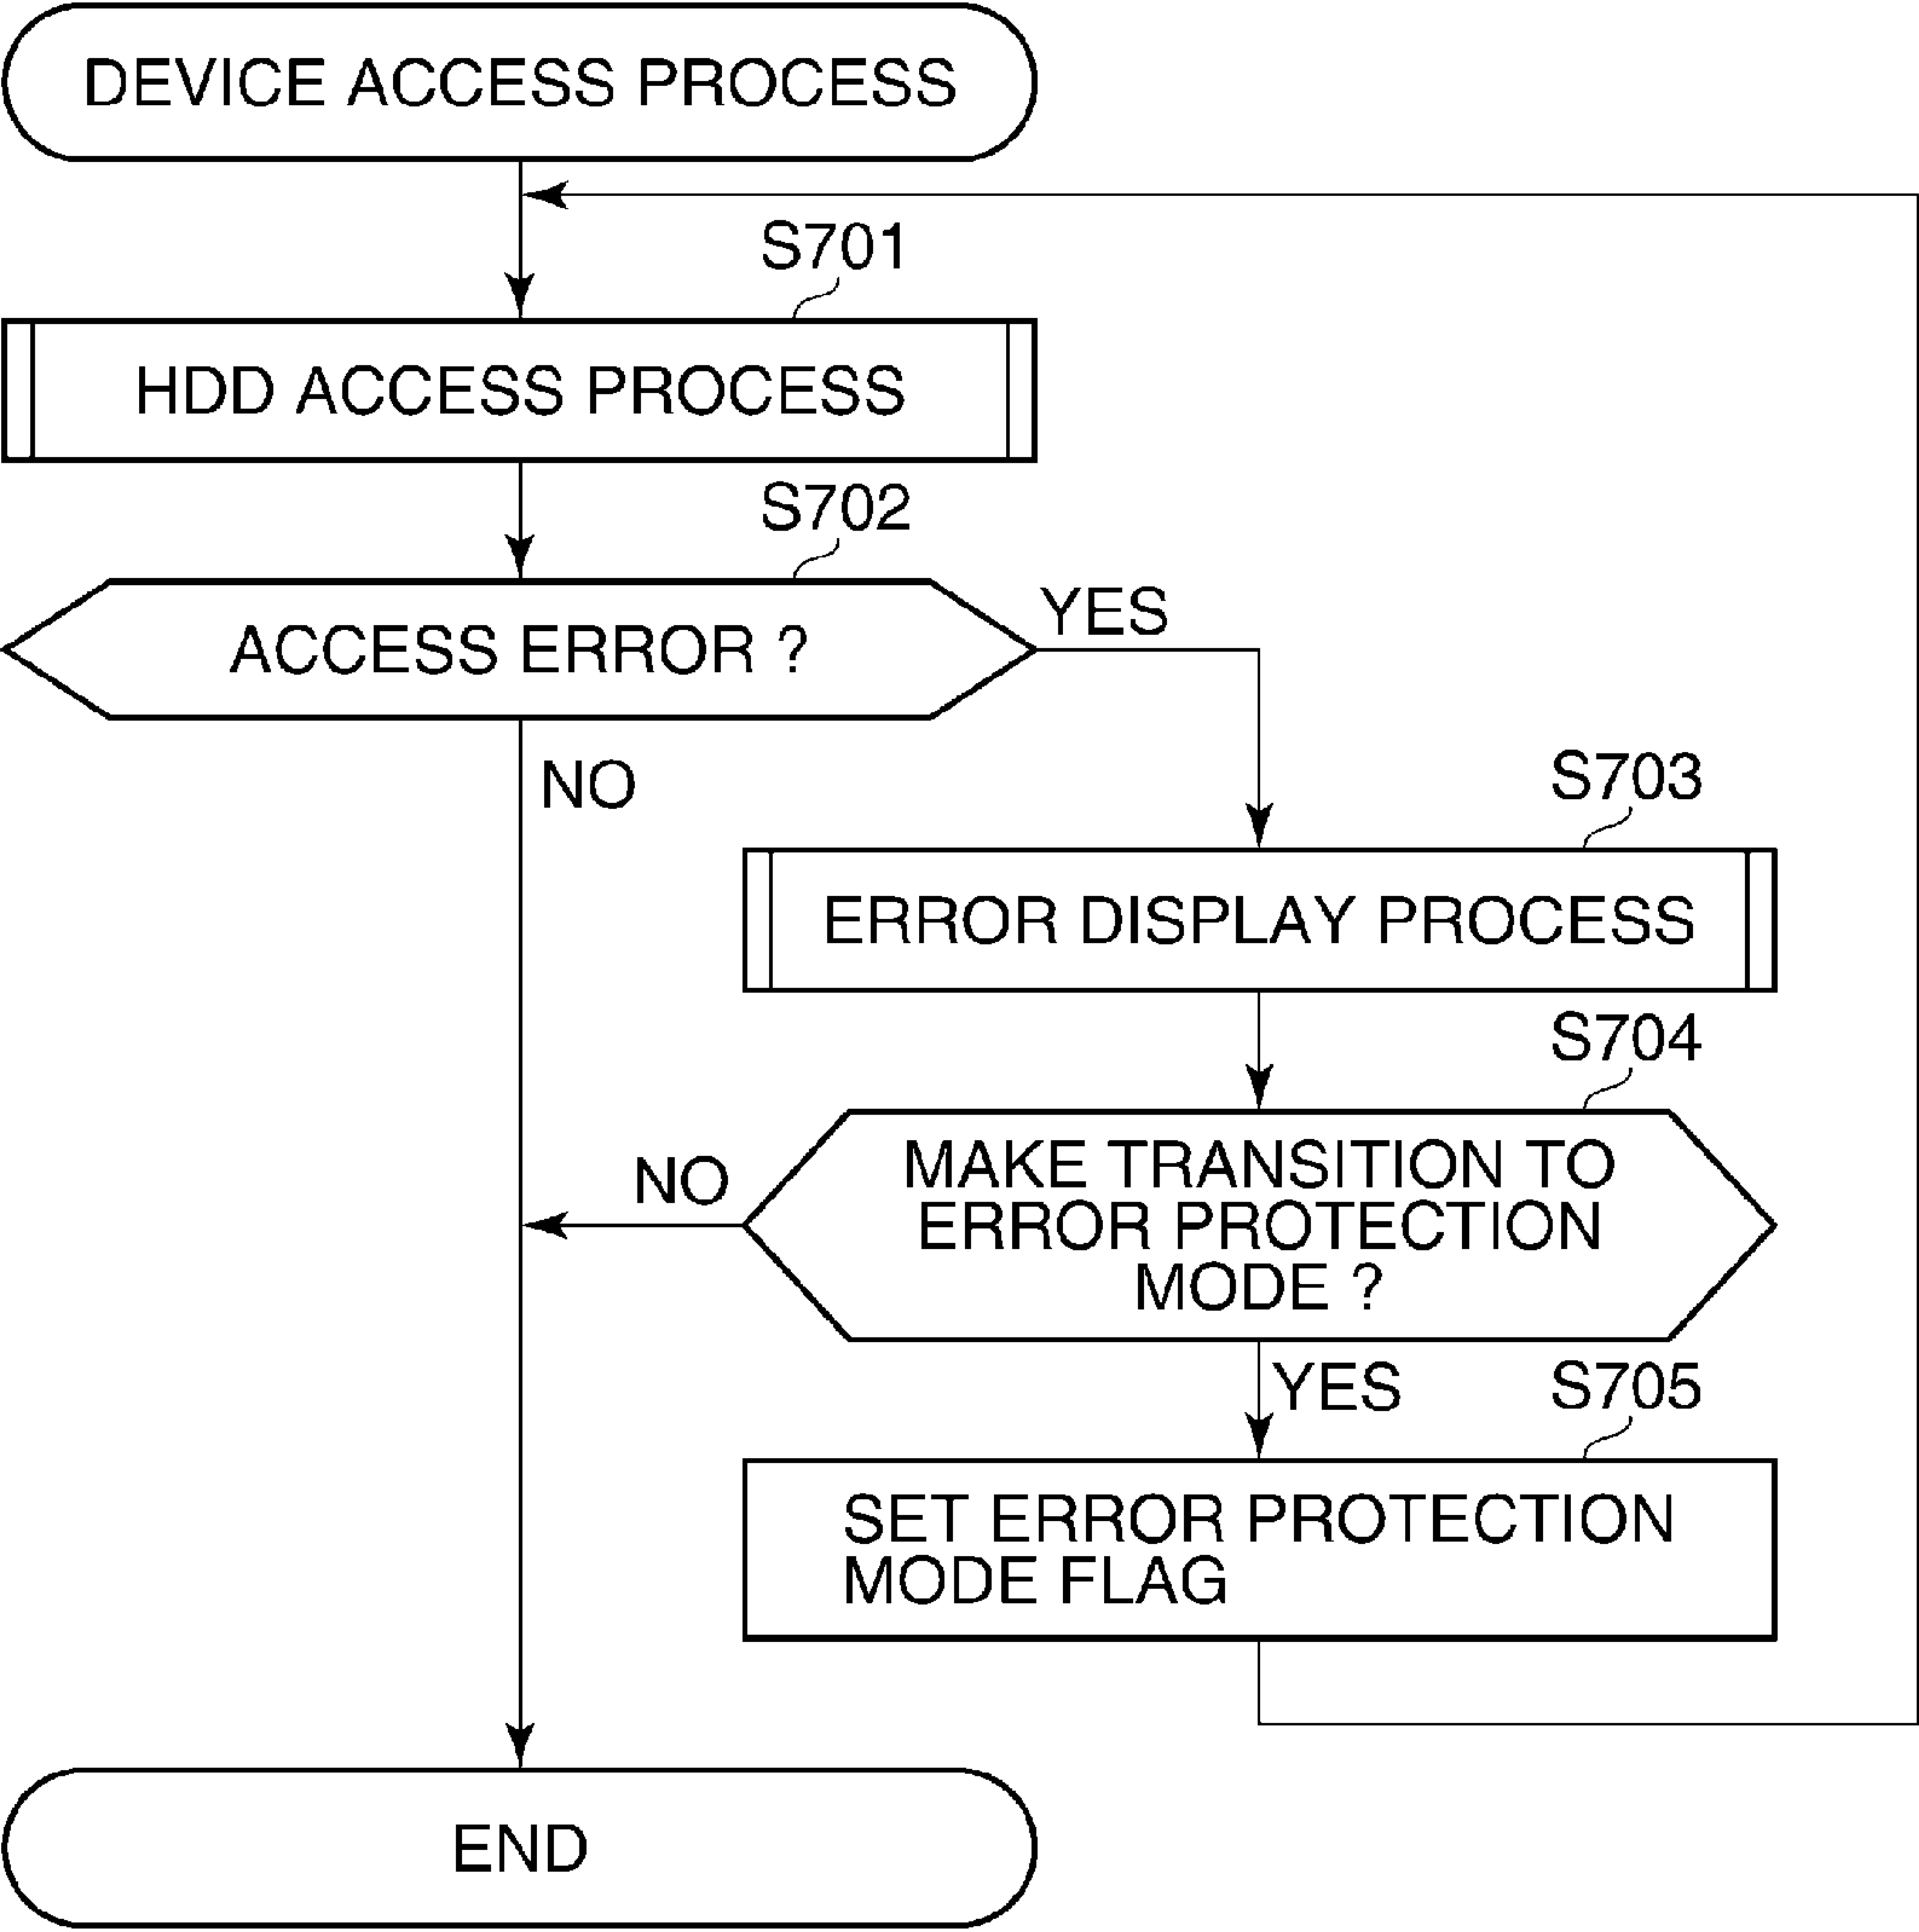 DEVICE ACCESS PROCESS
S701
HDD ACCESS PROCESS
S702
ACCESS ERROR ?
YES
NO
S703
ERROR DISPLAY PROCESS
S704
MAKE TRANSITION TO
ERROR PROTECTION
MODE ?
NO
YES
S705
SET ERROR PROTECTION
MODE FLAG
END